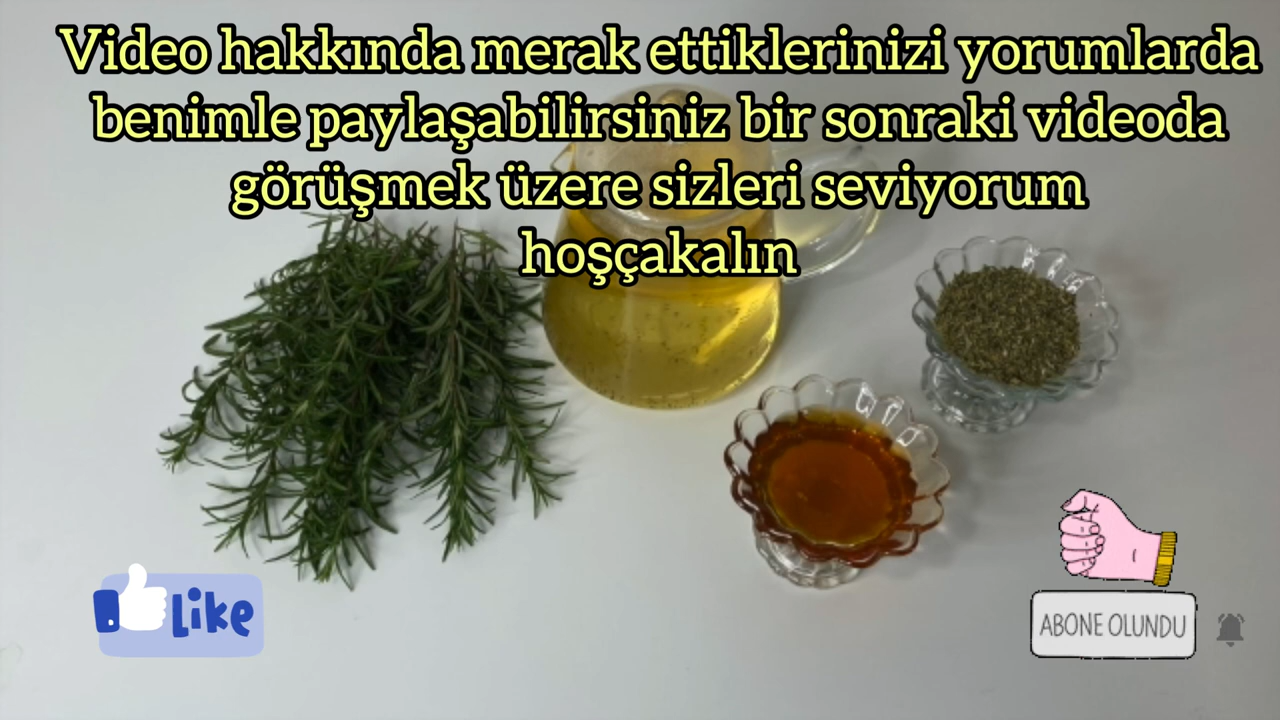 Video hakkında merak ettiklerinizi yorumlarda
benimle paylaşabilirsiniz bir sonraki videoda
görüşmek üzere sizleri seviyorum
hoşçakalın
Like
ABONE OLUNDU